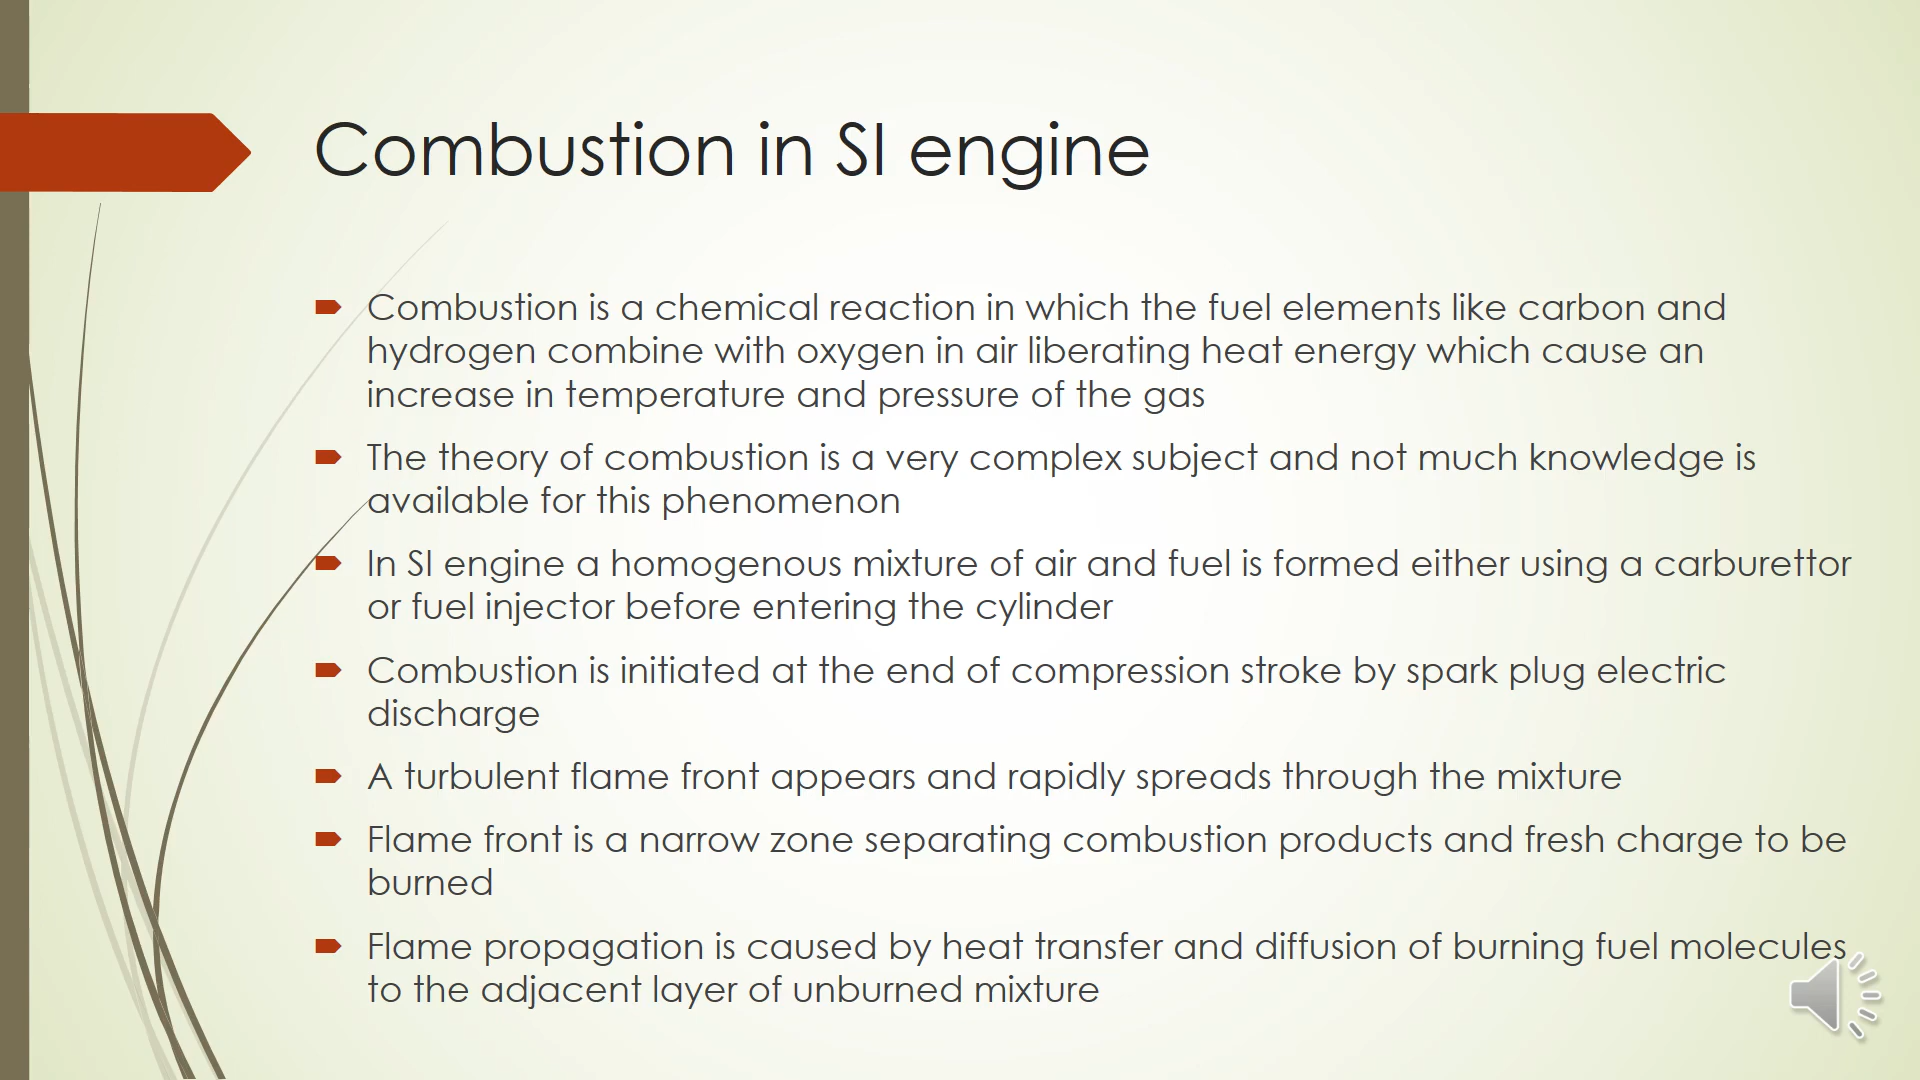 Combustion in SI engine
Combustion is a chemical reaction in which the fuel elements like carbon and
hydrogen combine with oxygen in air liberating heat energy which cause an
increase in temperature and pressure of the gas
The theory of combustion is a very complex subject and not much knowledge is
available for this phenomenon
In SI engine a homogenous mixture of air and fuel is formed either using a carburettor
or fuel injector before entering the cylinder
Combustion is initiated at the end of compression stroke by spark plug electric
discharge
A turbulent flame front appears and rapidly spreads through the mixture
Flame front is a narrow zone separating combustion products and fresh charge to be
burned
Flame propagation is caused by heat transfer and diffusion of burning fuel molecules
to the adjacent layer of unburned mixture